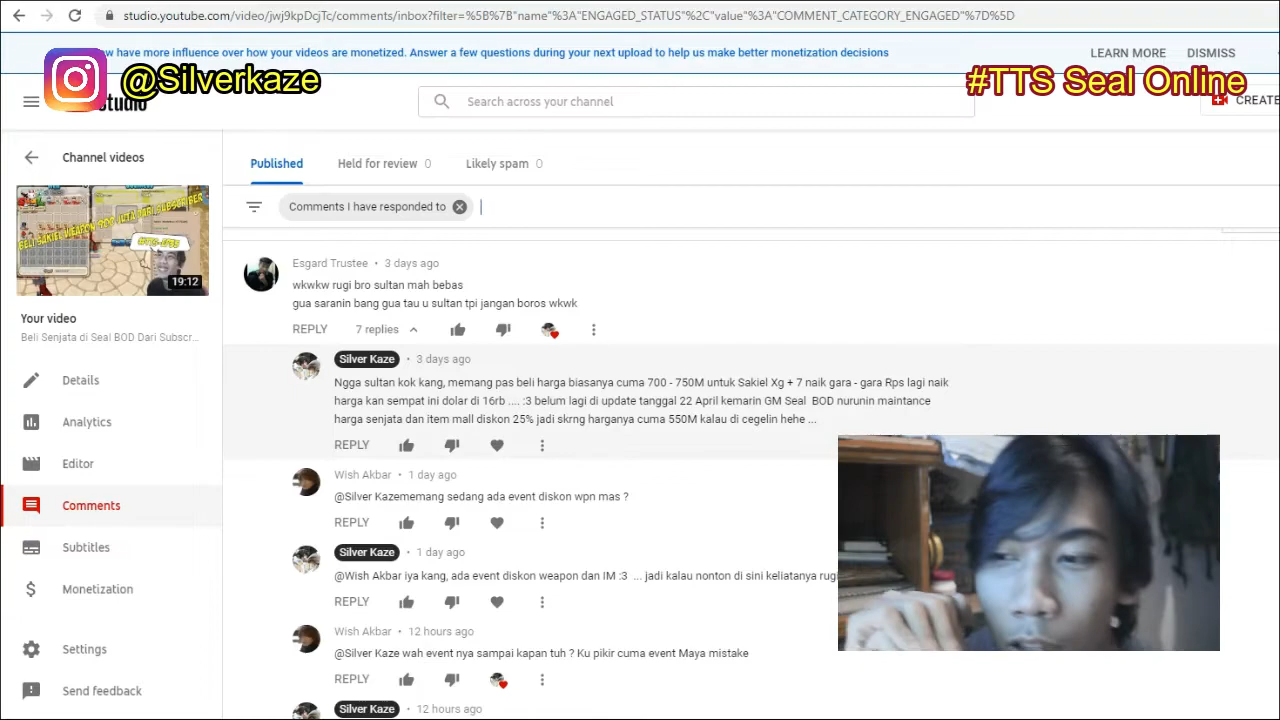 studio.youtube.com/video/jwj9kpDcjTc/comments/inbox?filter=%5B%7B"name"%3A"ENGAGED_STATUS"%2C"value"%3A"COMMENT_CATEGORY_ENGAGED"%7D%5D
w have more influence over how your videos are monetized. Answer a few questions during your next upload to help us make better monetization decisions
LEARN MORE
DISMISS
@Silverkaze
#TTS Seal Online
studio
Search across your channel
CREATE
Channel videos
Published
Held for review 0
Likely spam 0
Comments I have responded to
BELI SAKIEL WEAPON 900 JUTA DARI SUBSCRIBER
19:12
Your video
Beli Senjata di Seal BOD Dari Subscr...
Details
Analytics
Editor
Comments
Subtitles
Monetization
Settings
Send feedback
Esgard Trustee • 3 days ago
wkwkw rugi bro sultan mah bebas
gua saranin bang gua tau u sultan tpi jangan boros wkwk
REPLY 7 replies
Silver Kaze • 3 days ago
Ngga sultan kok kang, memang pas beli harga biasanya cuma 700 - 750M untuk Sakiel Xg + 7 naik gara - gara Rps lagi naik
harga kan sempat ini dolar di 16rb .... :3 belum lagi di update tanggal 22 April kemarin GM Seal BOD nurunin maintance
harga senjata dan item mall diskon 25% jadi skrng harganya cuma 550M kalau di cegelin hehe ...
REPLY
Wish Akbar • 1 day ago
@Silver Kazememang sedang ada event diskon wpn mas ?
REPLY
Silver Kaze • 1 day ago
@Wish Akbar iya kang, ada event diskon weapon dan IM :3 ... jadi kalau nonton di sini keliatanya rugi
REPLY
Wish Akbar • 12 hours ago
@Silver Kaze wah event nya sampai kapan tuh ? Ku pikir cuma event Maya mistake
REPLY
Silver Kaze • 12 hours ago